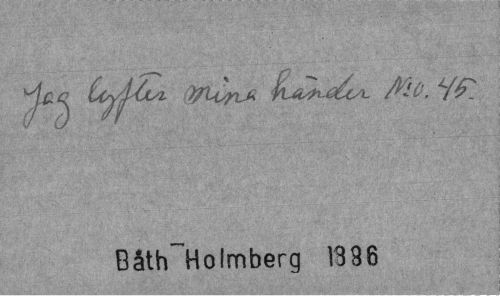 Jag lyfter mina händer N:o. 45.
Båth-Holmberg 1886